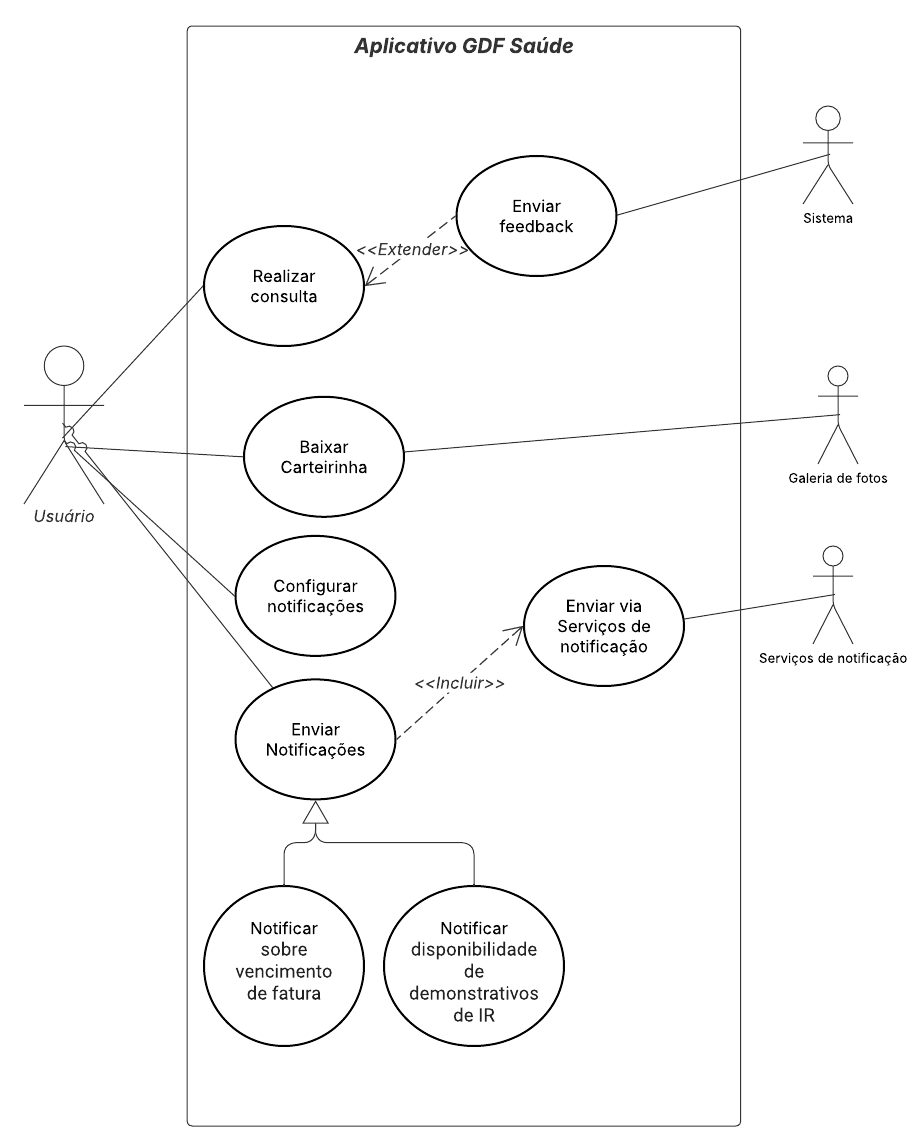 Aplicativo GDF Saúde
Sistema
Enviar
feedback
<<Extender>>
Realizar
consulta
Usuário
Baixar
Carteirinha
Galeria de fotos
Configurar
notificações
Enviar via
Serviços de
notificação
Serviços de notificação
<<Incluir>>
Enviar
Notificações
Notificar
sobre
vencimento
de fatura
Notificar
disponibilidade
de
demonstrativos
de IR